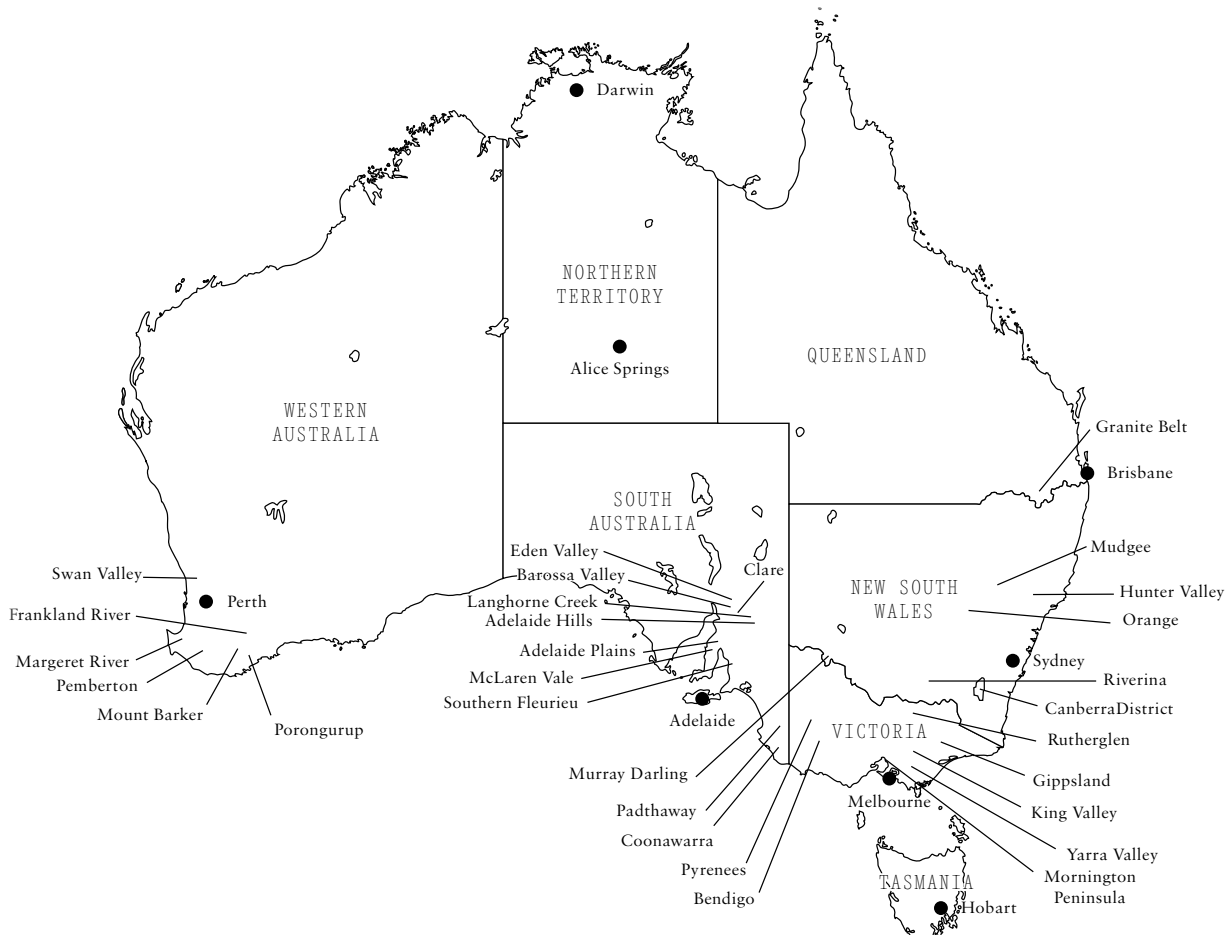 Darwin
NORTHERN
TERRITORY
Alice Springs
QUEENSLAND
WESTERN
AUSTRALIA
Granite Belt
Brisbane
SOUTH
AUSTRALIA
Eden Valley
Barossa Valley
Clare
Langhorne Creek
Adelaide Hills
Adelaide Plains
McLaren Vale
Southern Fleurieu
Adelaide
Swan Valley
Perth
Frankland River
Margeret River
Pemberton
Mount Barker
Porongurup
Mudgee
NEW SOUTH
WALES
Hunter Valley
Orange
Sydney
Riverina
CanberraDistrict
VICTORIA
Rutherglen
Murray Darling
Gippsland
Melbourne
King Valley
Padthaway
Coonawarra
Pyrenees
Bendigo
Yarra Valley
Mornington
Peninsula
TASMANIA
Hobart